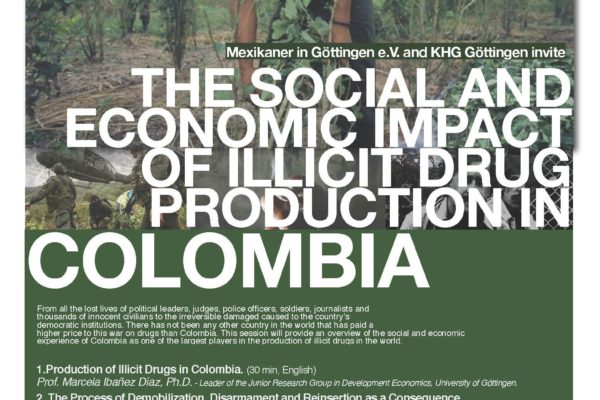 Mexikaner in Göttingen e.V. and KHG Göttingen invite
THE SOCIAL AND
ECONOMIC IMPACT
OF ILLICIT DRUG
PRODUCTION IN
COLOMBIA
From all the lost lives of political leaders, judges, police officers, soldiers, journalists and
thousands of innocent civilians to the irreversible damaged caused to the country's
democratic institutions. There has not been any other country in the world that has paid a
higher price to this war on drugs than Colombia. This session will provide an overview of the social and economic
experience of Colombia as one of the largest players in the production of illicit drugs in the world.
1.Production of Illicit Drugs in Colombia. (30 min, English)
Prof. Marcela Ibañez Diaz, Ph.D. - Leader of the Junior Research Group in Development Economics, University of Göttingen.
2. The Process of Demobilization, Disarmament and Reinsertion as a Consequence